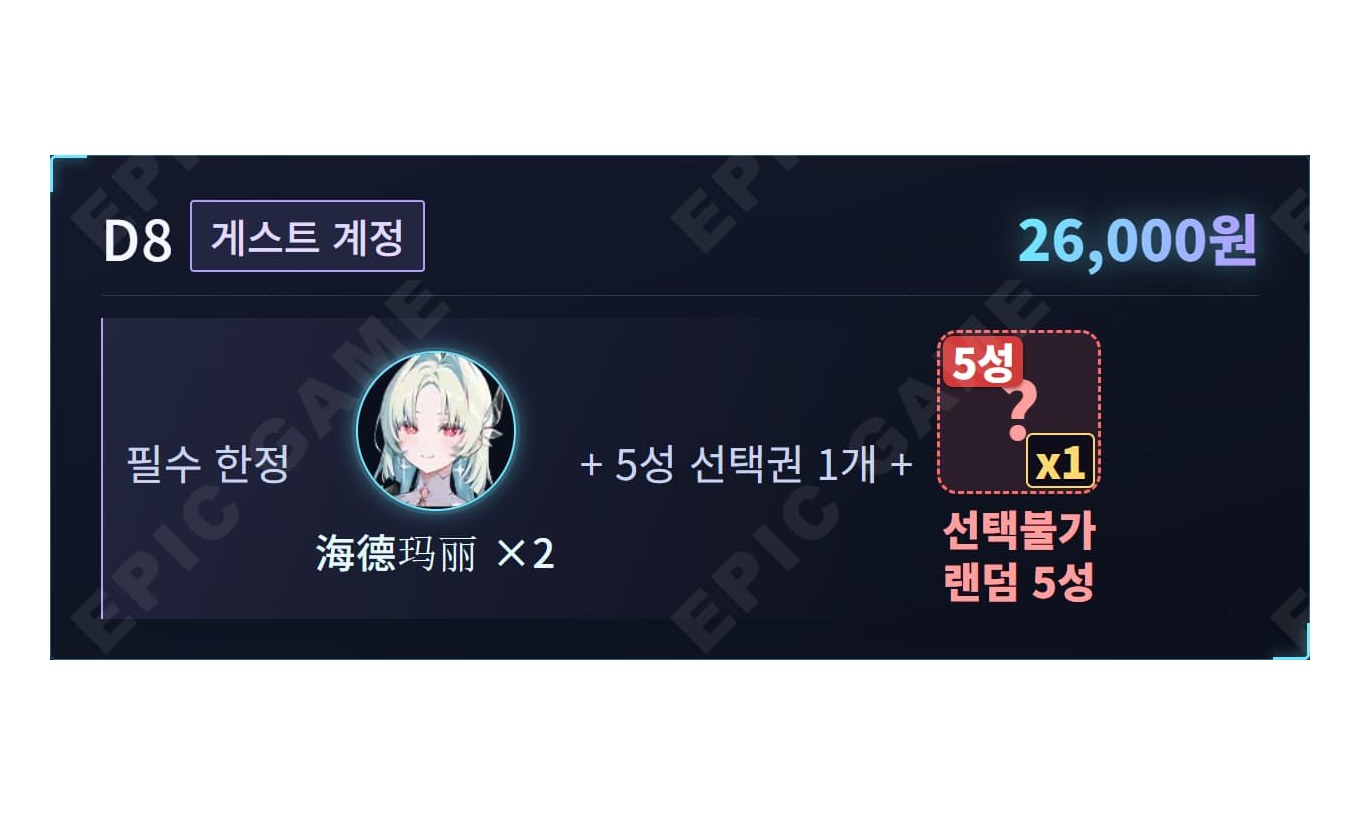 D8 게스트 계정 26,000원
필수 한정
海德玛丽 ×2
+ 5성 선택권 1개 +
5성
?
x1
선택불가
랜덤 5성
EPIC GAME
EPIC GAME